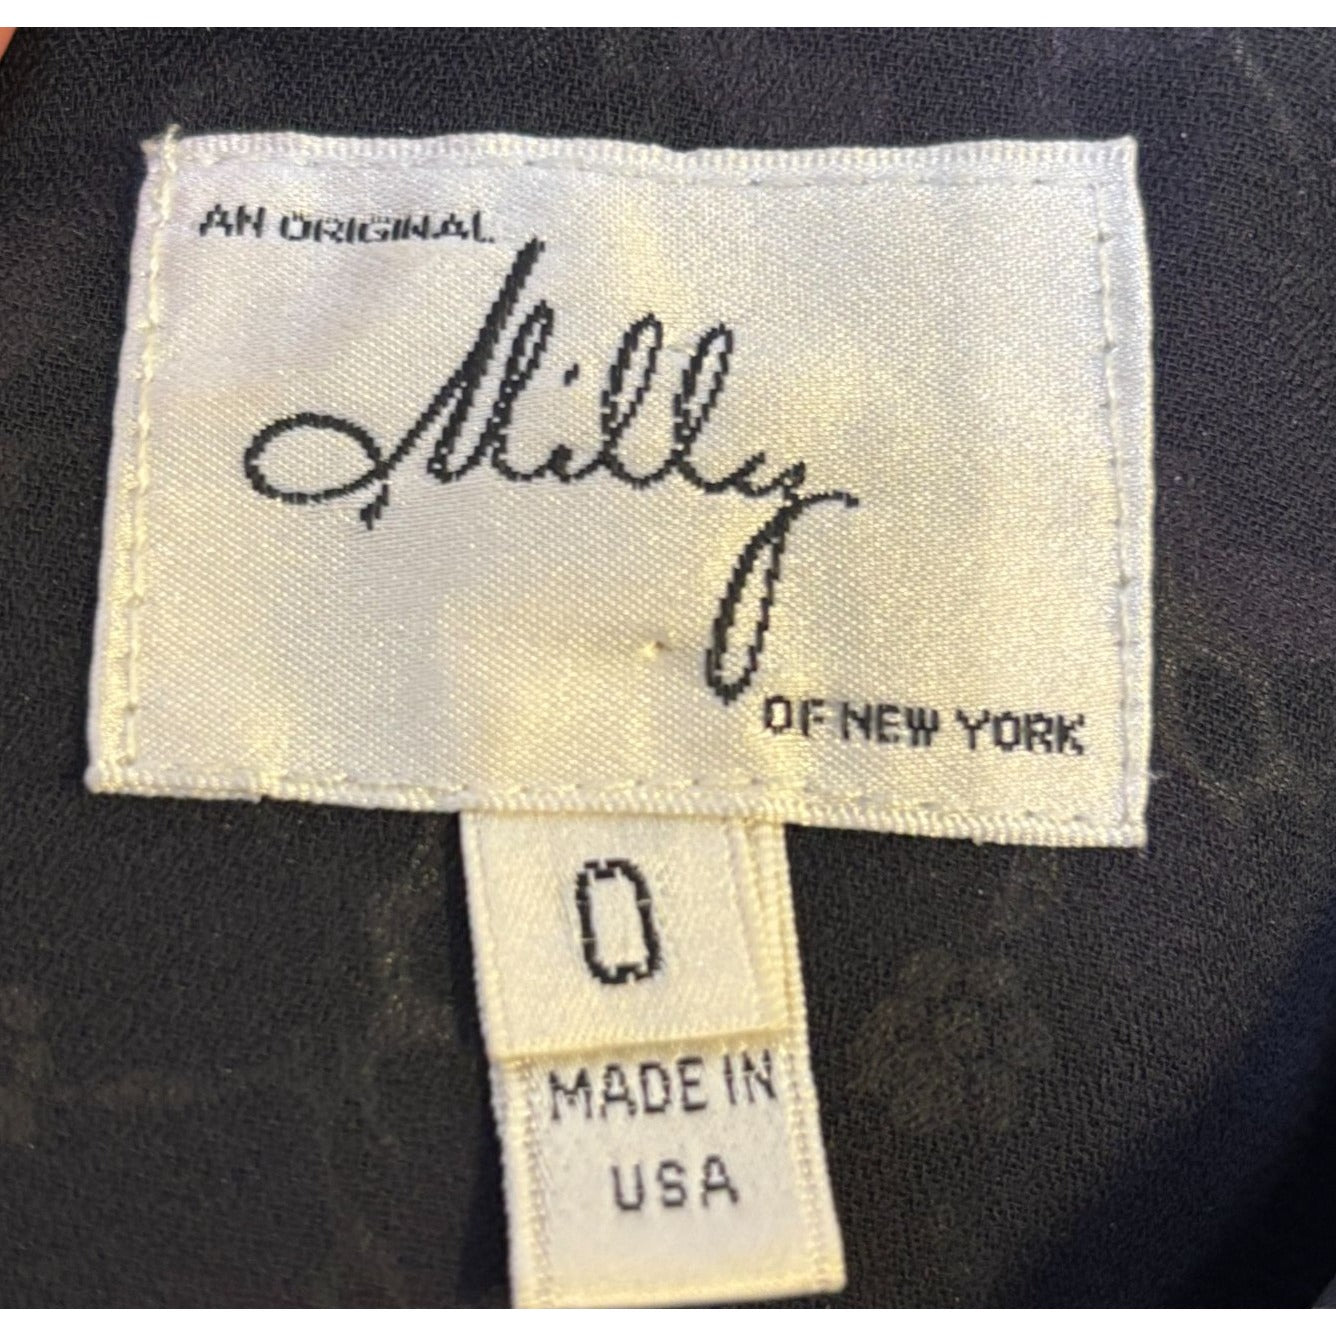 AN ORIGINAL
Milly
OF NEW YORK
0
MADE IN
USA